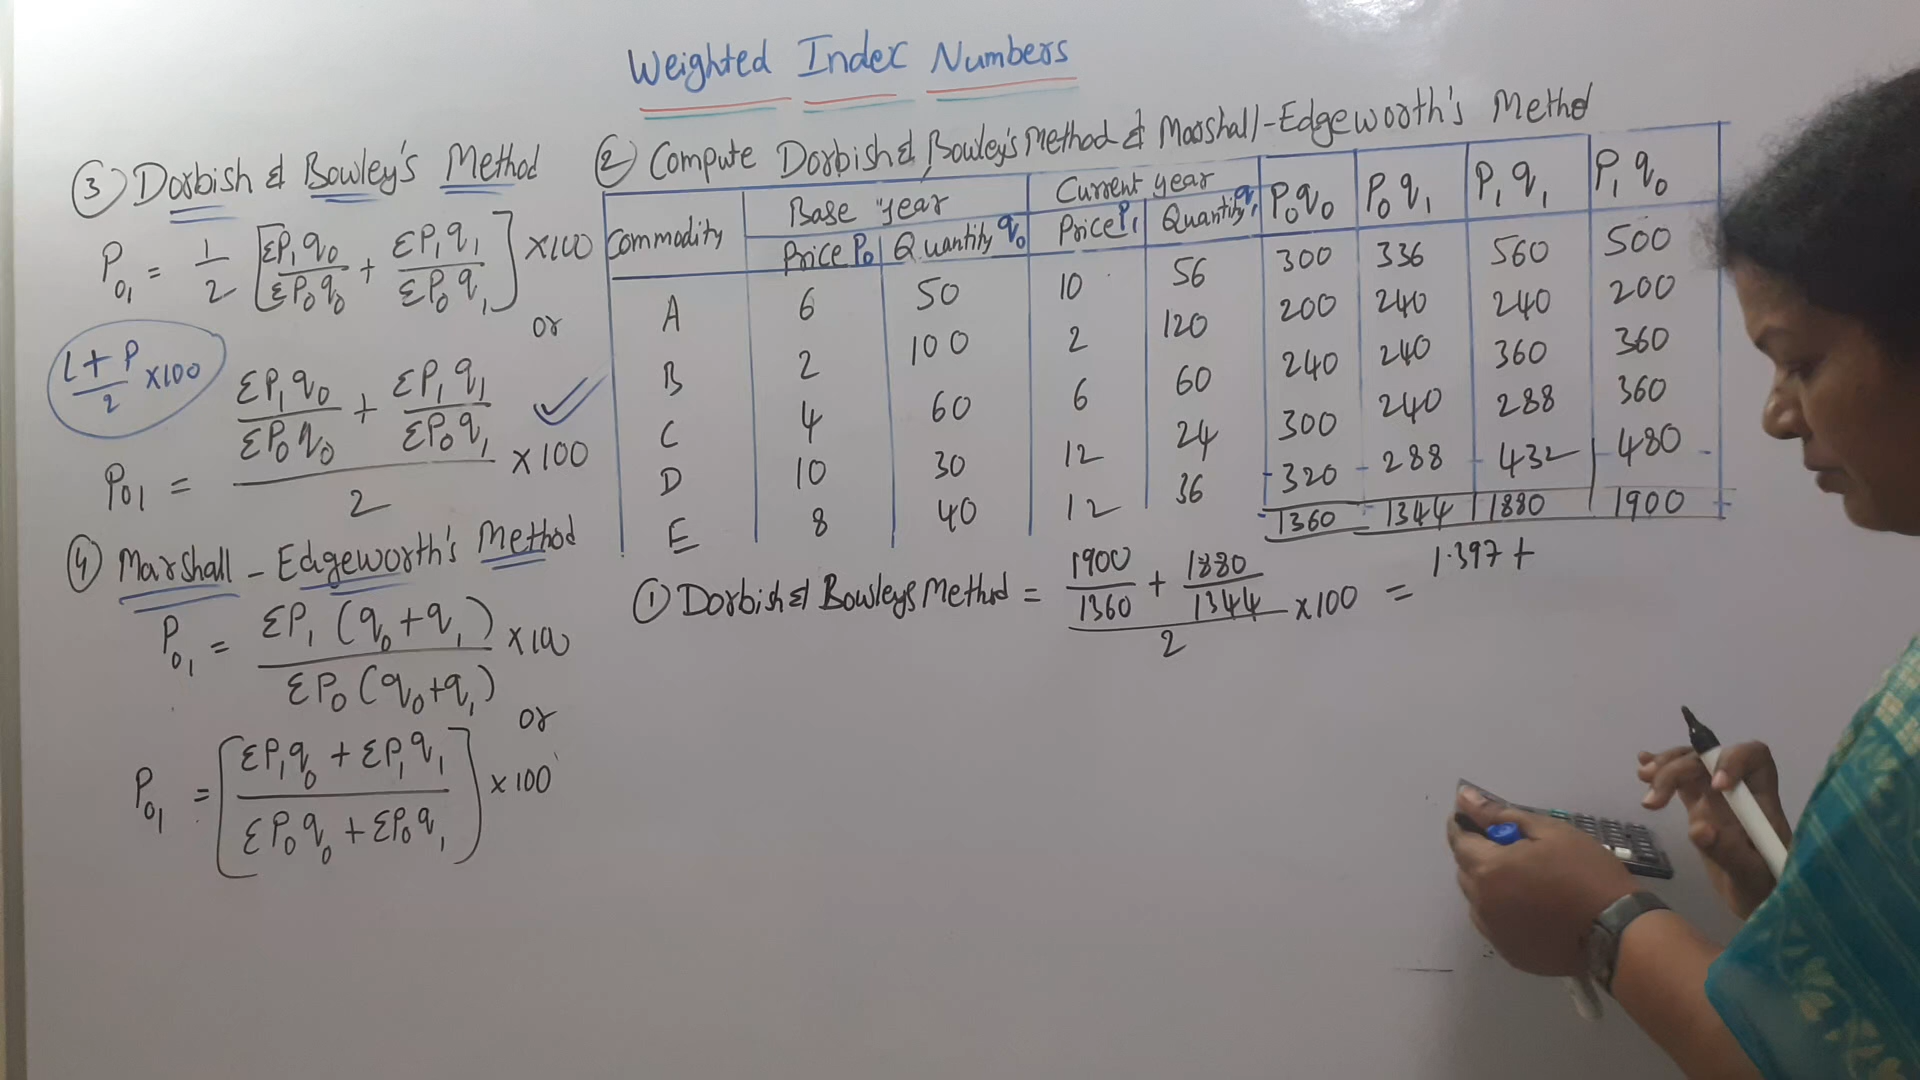 Weighted Index Numbers
③ Dorbish & Bowley's Method
P₀₁ = 1/2 [ΣP₁q₀/ΣP₀q₀ + ΣP₁q₁/ΣP₀q₁] ×100
or
(L+P)/2 ×100
P₀₁ = (ΣP₁q₀/ΣP₀q₀ + ΣP₁q₁/ΣP₀q₁)/2 × 100 ✓
④ Marshall - Edgeworth's Method
P₀₁ = ΣP₁(q₀+q₁)/ΣP₀(q₀+q₁) ×100
or
P₀₁ = [(ΣP₁q₀ + ΣP₁q₁)/(ΣP₀q₀ + ΣP₀q₁)] ×100
② Compute Dorbish & Bowley's Method & Marshall-Edgeworth's Method
Commodity Base year Current year P₀q₀ P₀q₁ P₁q₁ P₁q₀
Price P₀ Quantity q₀ Price P₁ Quantity q₁
A 6 50 10 56 300 336 560 500
B 2 100 2 120 200 240 240 200
C 4 60 6 60 240 240 360 360
D 10 30 12 24 300 240 288 360
E 8 40 12 36 320 288 432 480
1360 1344 1880 1900
① Dorbish & Bowleys Method = (1900/1360 + 1880/1344)/2 ×100 = 1.397 +